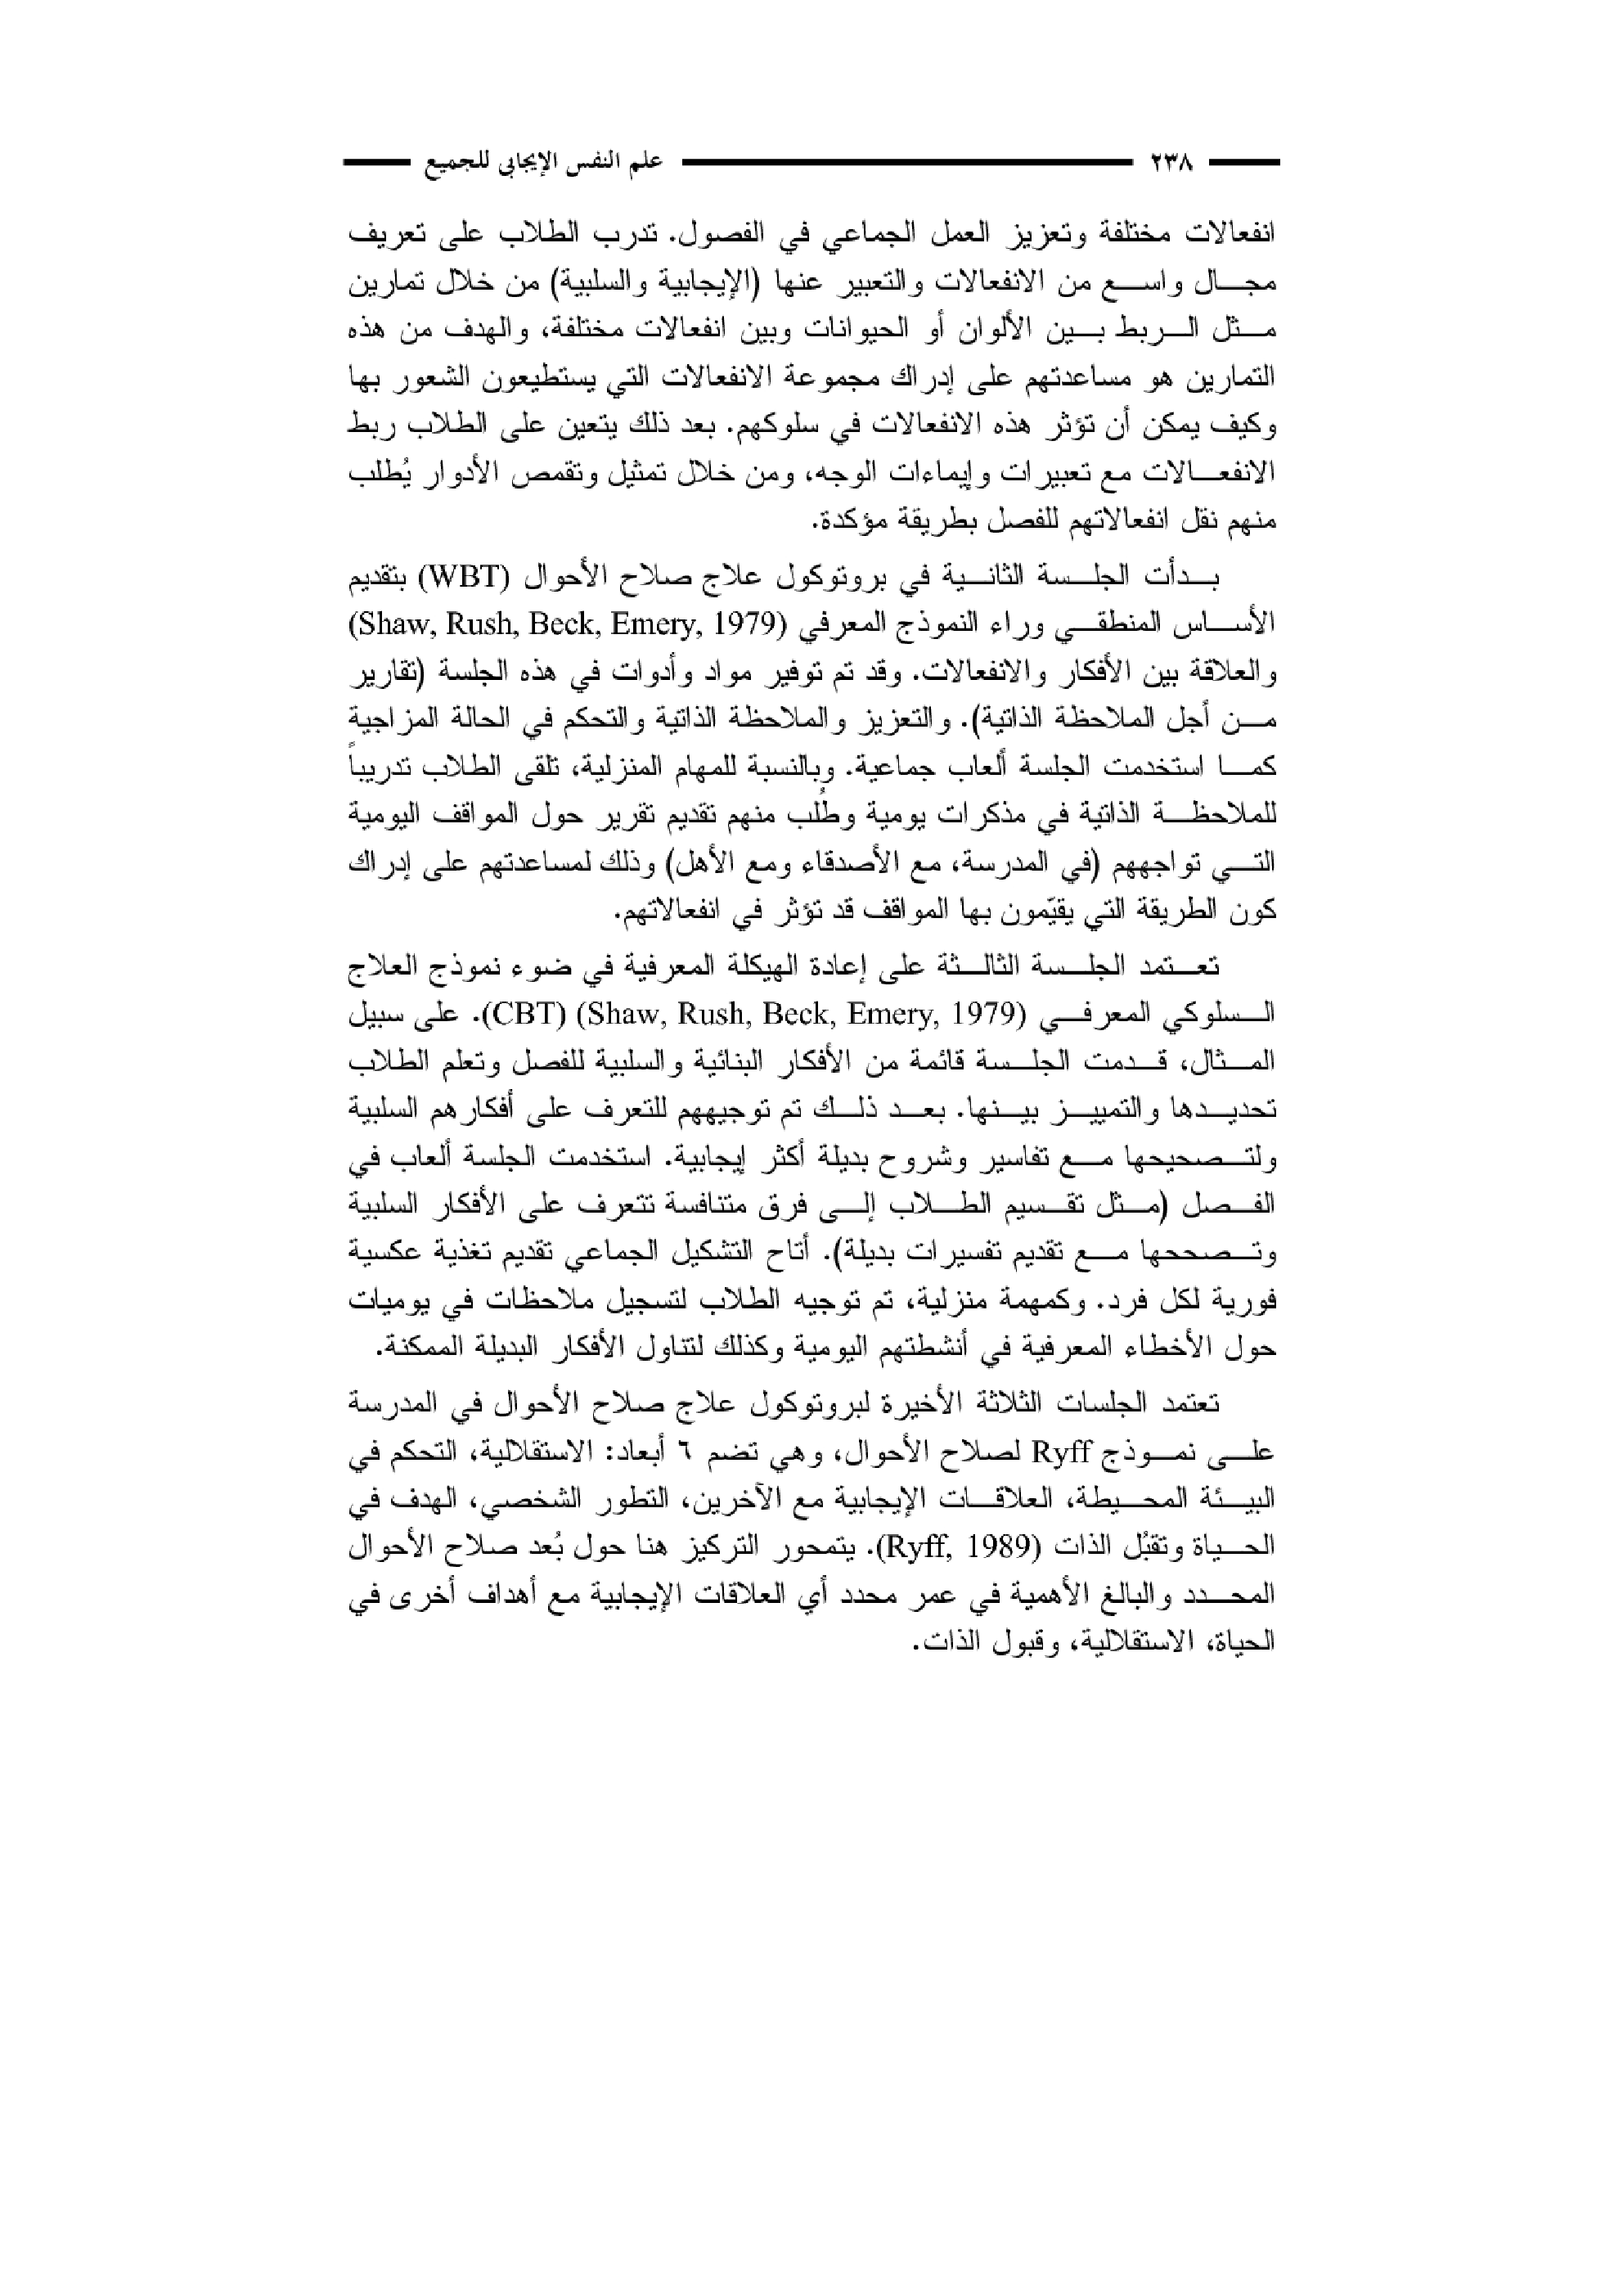 ٢٣٨ علم النفس الإيجابي للجميع
انفعالات مختلفة وتعزيز العمل الجماعي في الفصول. تدرب الطلاب على تعريف
مجال واسع من الانفعالات والتعبير عنها (الإيجابية والسلبية) من خلال تمارين
مثل الربط بين الألوان أو الحيوانات وبين انفعالات مختلفة، والهدف من هذه
التمارين هو مساعدتهم على إدراك مجموعة الانفعالات التي يستطيعون الشعور بها
وكيف يمكن أن تؤثر هذه الانفعالات في سلوكهم. بعد ذلك يتعين على الطلاب ربط
الانفعالات مع تعبيرات وإيماءات الوجه، ومن خلال تمثيل وتقمص الأدوار يُطلب
منهم نقل انفعالاتهم للفصل بطريقة مؤكدة.
بدأت الجلسة الثانية في بروتوكول علاج صلاح الأحوال (WBT) بتقديم
الأساس المنطقي وراء النموذج المعرفي (Shaw, Rush, Beck, Emery, 1979)
والعلاقة بين الأفكار والانفعالات. وقد تم توفير مواد وأدوات في هذه الجلسة (تقارير
من أجل الملاحظة الذاتية). والتعزيز والملاحظة الذاتية والتحكم في الحالة المزاجية
كما استخدمت الجلسة ألعاب جماعية. وبالنسبة للمهام المنزلية، تلقى الطلاب تدريباً
للملاحظة الذاتية في مذكرات يومية وطُلب منهم تقديم تقرير حول المواقف اليومية
التي تواجههم (في المدرسة، مع الأصدقاء ومع الأهل) وذلك لمساعدتهم على إدراك
كون الطريقة التي يقيّمون بها المواقف قد تؤثر في انفعالاتهم.
تعتمد الجلسة الثالثة على إعادة الهيكلة المعرفية في ضوء نموذج العلاج
السلوكي المعرفي (CBT) (Shaw, Rush, Beck, Emery, 1979). على سبيل
المثال، قدمت الجلسة قائمة من الأفكار البنائية والسلبية للفصل وتعلم الطلاب
تحديدها والتمييز بينها. بعد ذلك تم توجيههم للتعرف على أفكارهم السلبية
ولتصحيحها مع تفاسير وشروح بديلة أكثر إيجابية. استخدمت الجلسة ألعاب في
الفصل (مثل تقسيم الطلاب إلى فرق متنافسة تتعرف على الأفكار السلبية
وتصححها مع تقديم تفسيرات بديلة). أتاح التشكيل الجماعي تقديم تغذية عكسية
فورية لكل فرد. وكمهمة منزلية، تم توجيه الطلاب لتسجيل ملاحظات في يوميات
حول الأخطاء المعرفية في أنشطتهم اليومية وكذلك لتناول الأفكار البديلة الممكنة.
تعتمد الجلسات الثلاثة الأخيرة لبروتوكول علاج صلاح الأحوال في المدرسة
على نموذج Ryff لصلاح الأحوال، وهي تضم ٦ أبعاد: الاستقلالية، التحكم في
البيئة المحيطة، العلاقات الإيجابية مع الآخرين، التطور الشخصي، الهدف في
الحياة وتقبُل الذات (Ryff, 1989). يتمحور التركيز هنا حول بُعد صلاح الأحوال
المحدد والبالغ الأهمية في عمر محدد أي العلاقات الإيجابية مع أهداف أخرى في
الحياة، الاستقلالية، وقبول الذات.